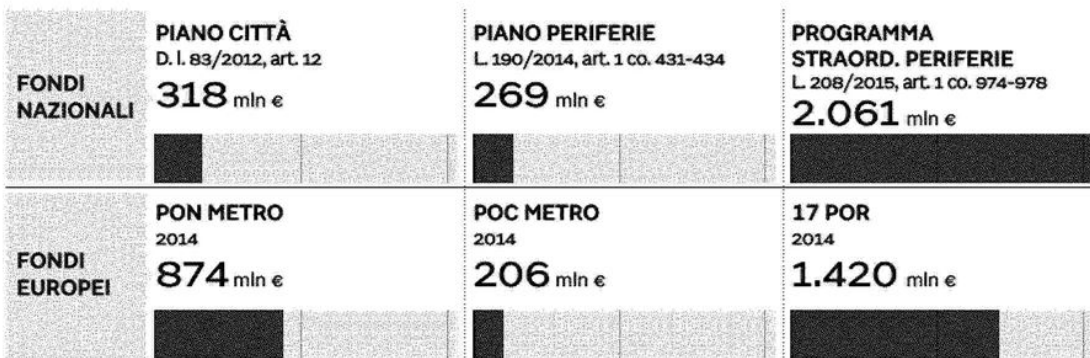 FONDI
NAZIONALI
PIANO CITTÀ
D. l. 83/2012, art. 12
318 mln €
PIANO PERIFERIE
L. 190/2014, art. 1 co. 431-434
269 mln €
PROGRAMMA
STRAORD. PERIFERIE
L. 208/2015, art. 1 co. 974-978
2.061 mln €
FONDI
EUROPEI
PON METRO
2014
874 mln €
POC METRO
2014
206 mln €
17 POR
2014
1.420 mln €